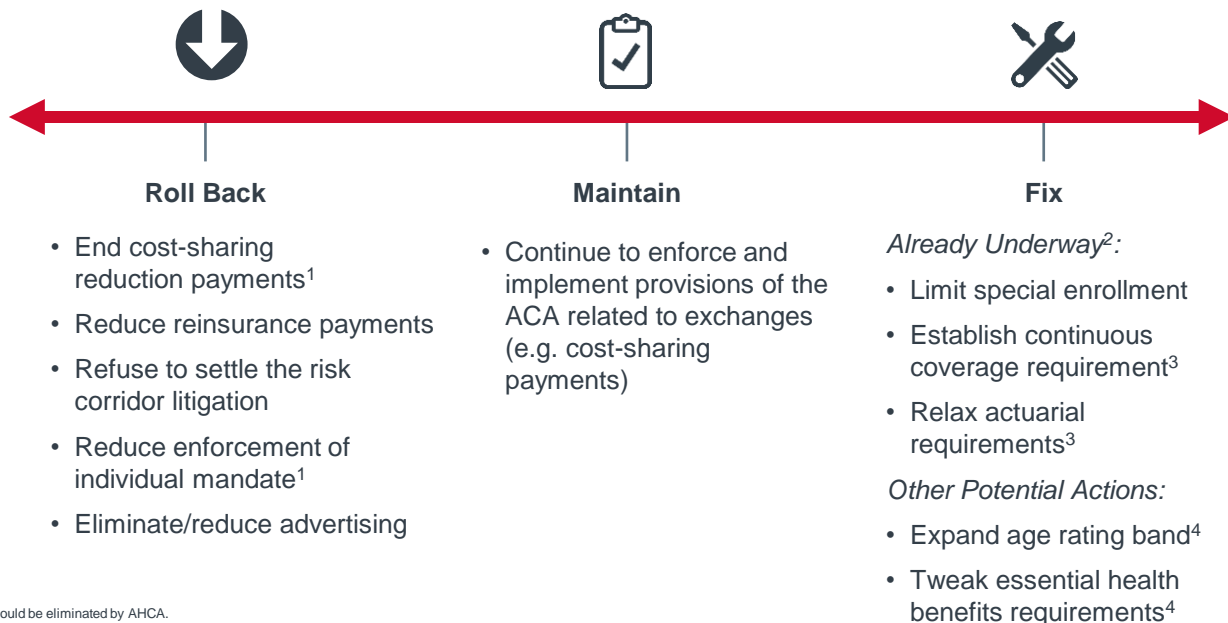 Roll Back
• End cost-sharing
reduction payments¹
• Reduce reinsurance payments
• Refuse to settle the risk
corridor litigation
• Reduce enforcement of
individual mandate¹
• Eliminate/reduce advertising
Maintain
• Continue to enforce and
implement provisions of the
ACA related to exchanges
(e.g. cost-sharing
payments)
Fix
Already Underway²:
• Limit special enrollment
• Establish continuous
coverage requirement³
• Relax actuarial
requirements³
Other Potential Actions:
• Expand age rating band⁴
• Tweak essential health
benefits requirements⁴
be eliminated by AHCA.